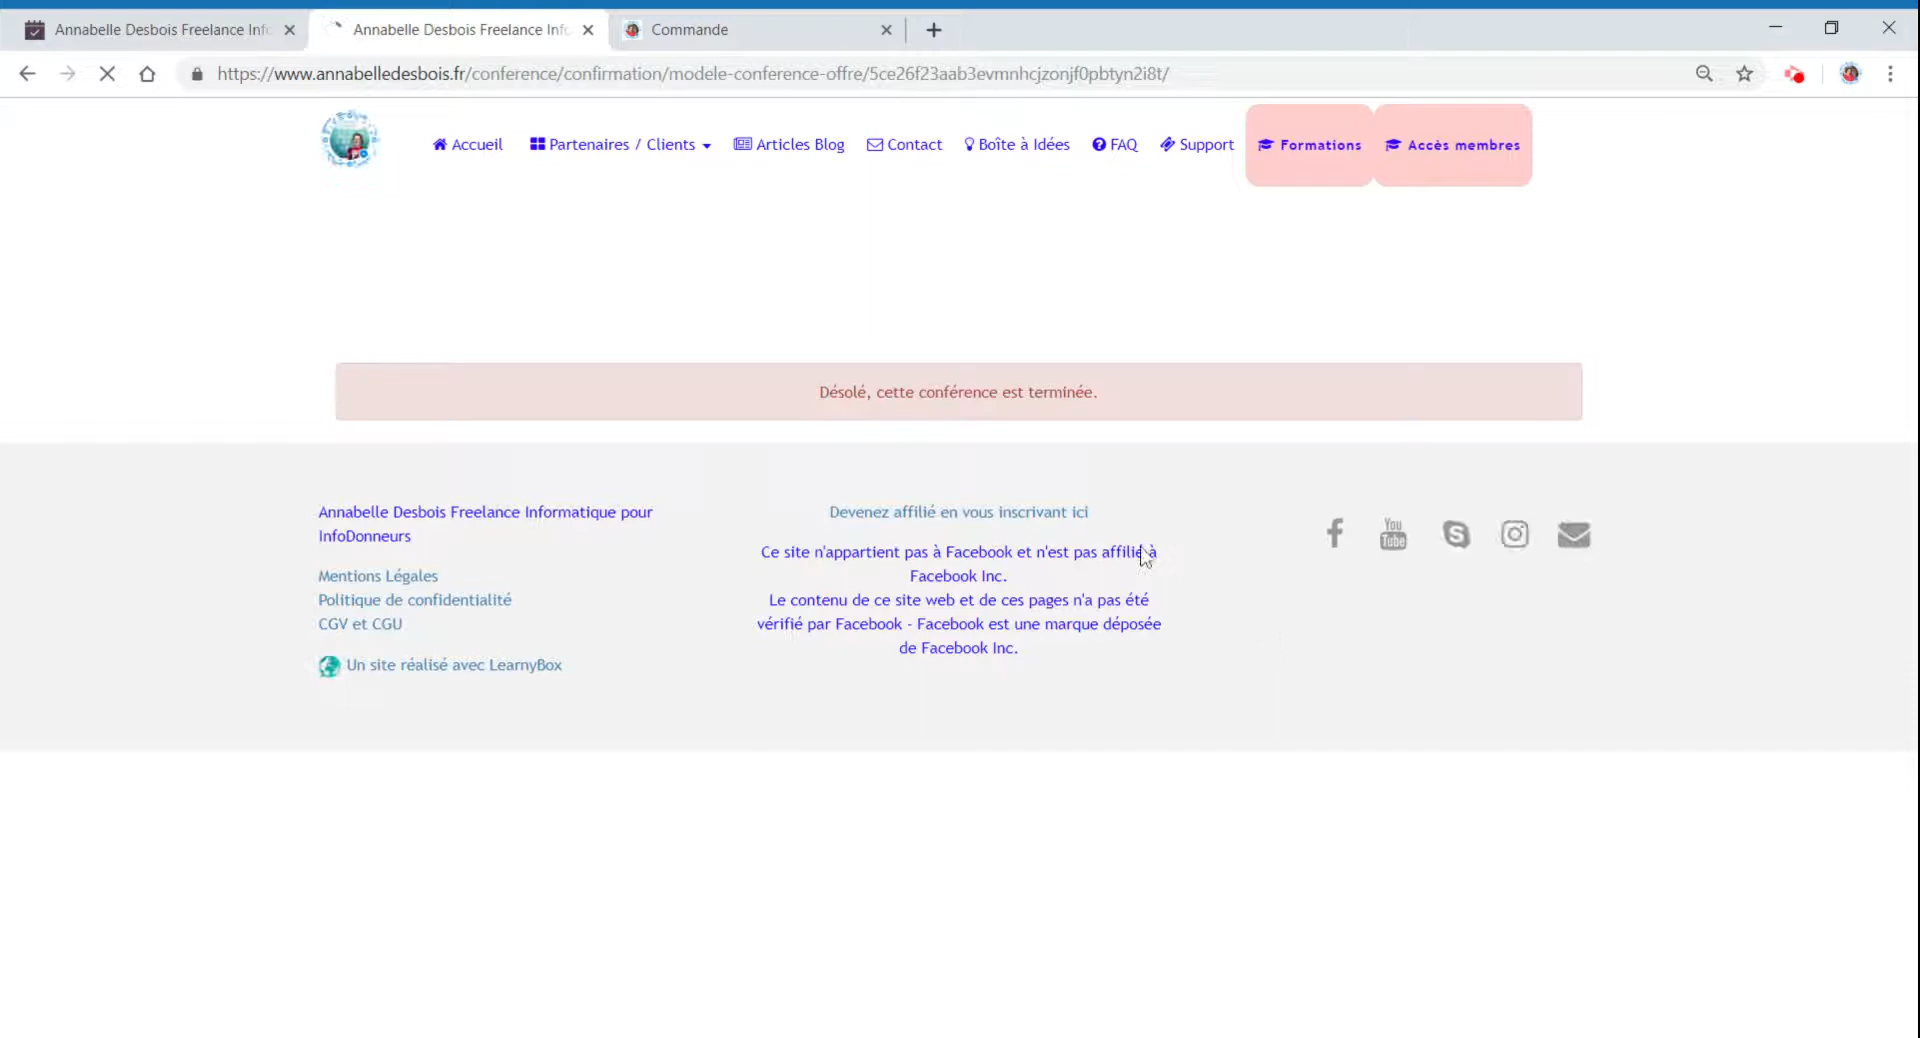 Annabelle Desbois Freelance Info
Annabelle Desbois Freelance Info
Commande
https://www.annabelledesbois.fr/conference/confirmation/modele-conference-offre/5ce26f23aab3evmnhcjzonjf0pbtyn2i8t/
Accueil Partenaires / Clients Articles Blog Contact Boîte à Idées FAQ Support Formations Accès membres
Désolé, cette conférence est terminée.
Annabelle Desbois Freelance Informatique pour
InfoDonneurs
Mentions Légales
Politique de confidentialité
CGV et CGU
Un site réalisé avec LearnyBox
Devenez affilié en vous inscrivant ici
Ce site n'appartient pas à Facebook et n'est pas affilié à
Facebook Inc.
Le contenu de ce site web et de ces pages n'a pas été
vérifié par Facebook - Facebook est une marque déposée
de Facebook Inc.
You
Tube